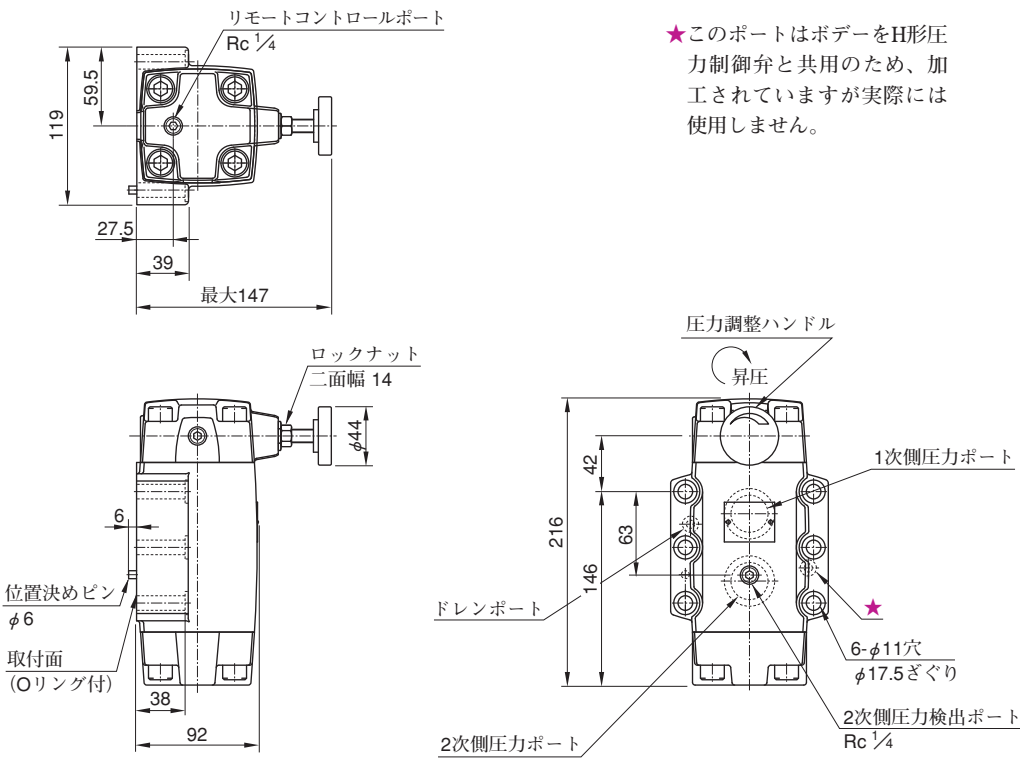 リモートコントロールポート
Rc 1/4
59.5
119
27.5
39
最大147
★このポートはボデーをH形圧
力制御弁と共用のため、加
工されていますが実際には
使用しません。
ロックナット
二面幅 14
φ44
6
位置決めピン
φ6
取付面
(Oリング付)
38
92
圧力調整ハンドル
昇圧
1次側圧力ポート
42
216
63
146
ドレンポート
★
6-φ11穴
φ17.5ざぐり
2次側圧力検出ポート
Rc 1/4
2次側圧力ポート